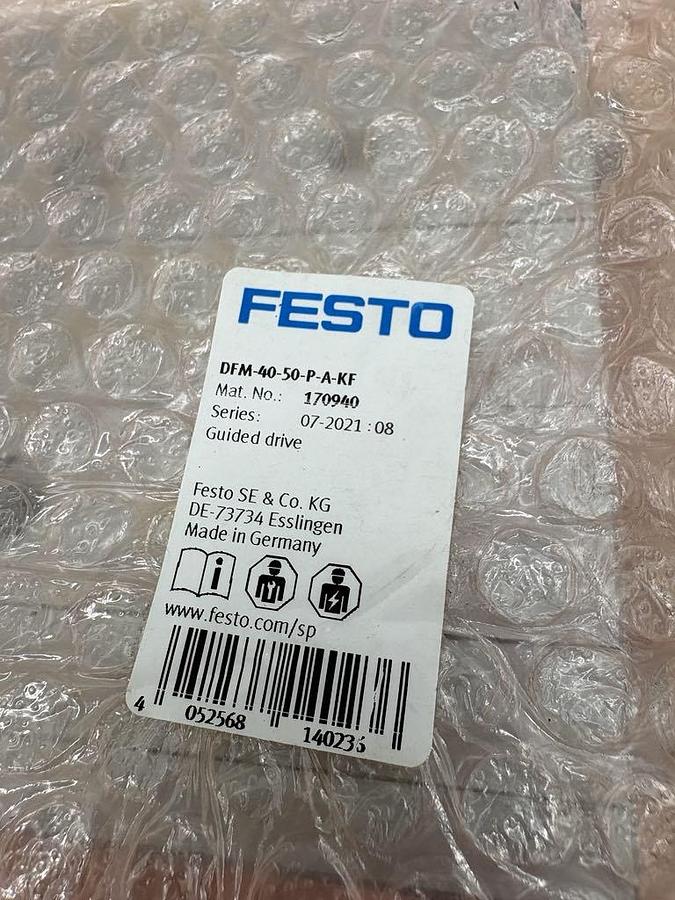 FESTO
DFM-40-50-P-A-KF
Mat. No.: 170940
Series: 07-2021 : 08
Guided drive
Festo SE & Co. KG
DE-73734 Esslingen
Made in Germany
www.festo.com/sp
4 052568 140236